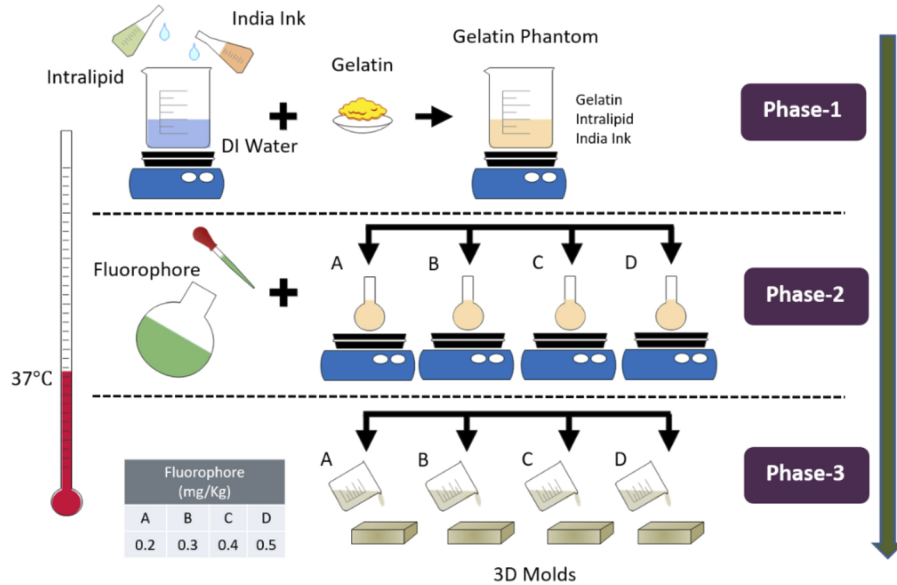 India Ink
Intralipid
Gelatin
Gelatin Phantom
DI Water
Gelatin
Intralipid
India Ink
Phase-1
Fluorophore
A B C D
Phase-2
37°C
A B C D
Phase-3
Fluorophore
(mg/Kg)
A B C D
0.2 0.3 0.4 0.5
3D Molds